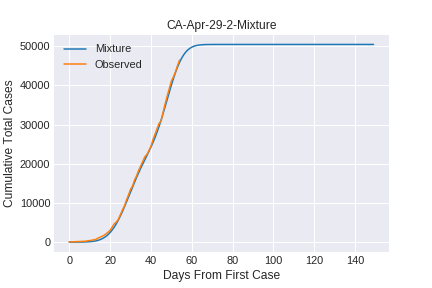 CA-Apr-29-2-Mixture
Mixture
Observed
Cumulative Total Cases
50000
40000
30000
20000
10000
0
0 20 40 60 80 100 120 140
Days From First Case